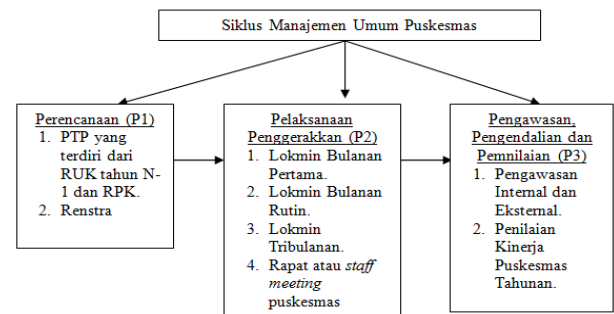 Siklus Manajemen Umum Puskesmas
Perencanaan (P1)
1. PTP yang
terdiri dari
RUK tahun N-
1 dan RPK.
2. Renstra
Pelaksanaan
Penggerakkan (P2)
1. Lokmin Bulanan
Pertama.
2. Lokmin Bulanan
Rutin.
3. Lokmin
Tribulanan.
4. Rapat atau staff
meeting
puskesmas
Pengawasan,
Pengendalian dan
Pemnilaian (P3)
1. Pengawasan
Internal dan
Eksternal.
2. Penilaian
Kinerja
Puskesmas
Tahunan.